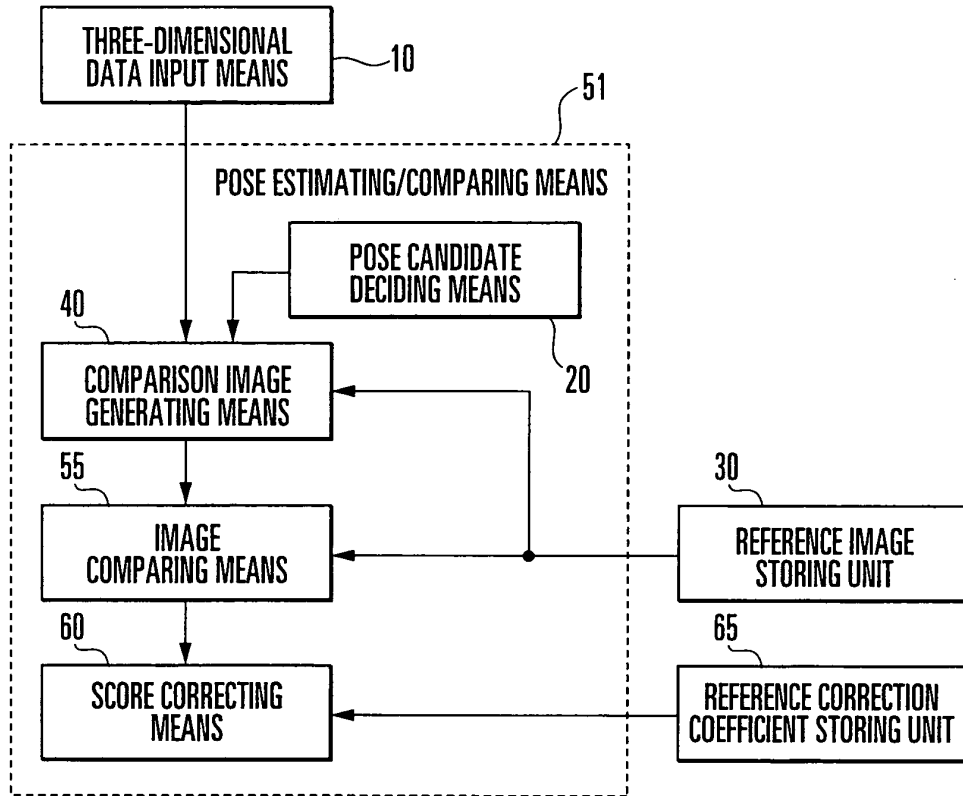 THREE-DIMENSIONAL
DATA INPUT MEANS
10
51
POSE ESTIMATING/COMPARING MEANS
POSE CANDIDATE
DECIDING MEANS
20
40
COMPARISON IMAGE
GENERATING MEANS
55
IMAGE
COMPARING MEANS
30
REFERENCE IMAGE
STORING UNIT
60
SCORE CORRECTING
MEANS
65
REFERENCE CORRECTION
COEFFICIENT STORING UNIT